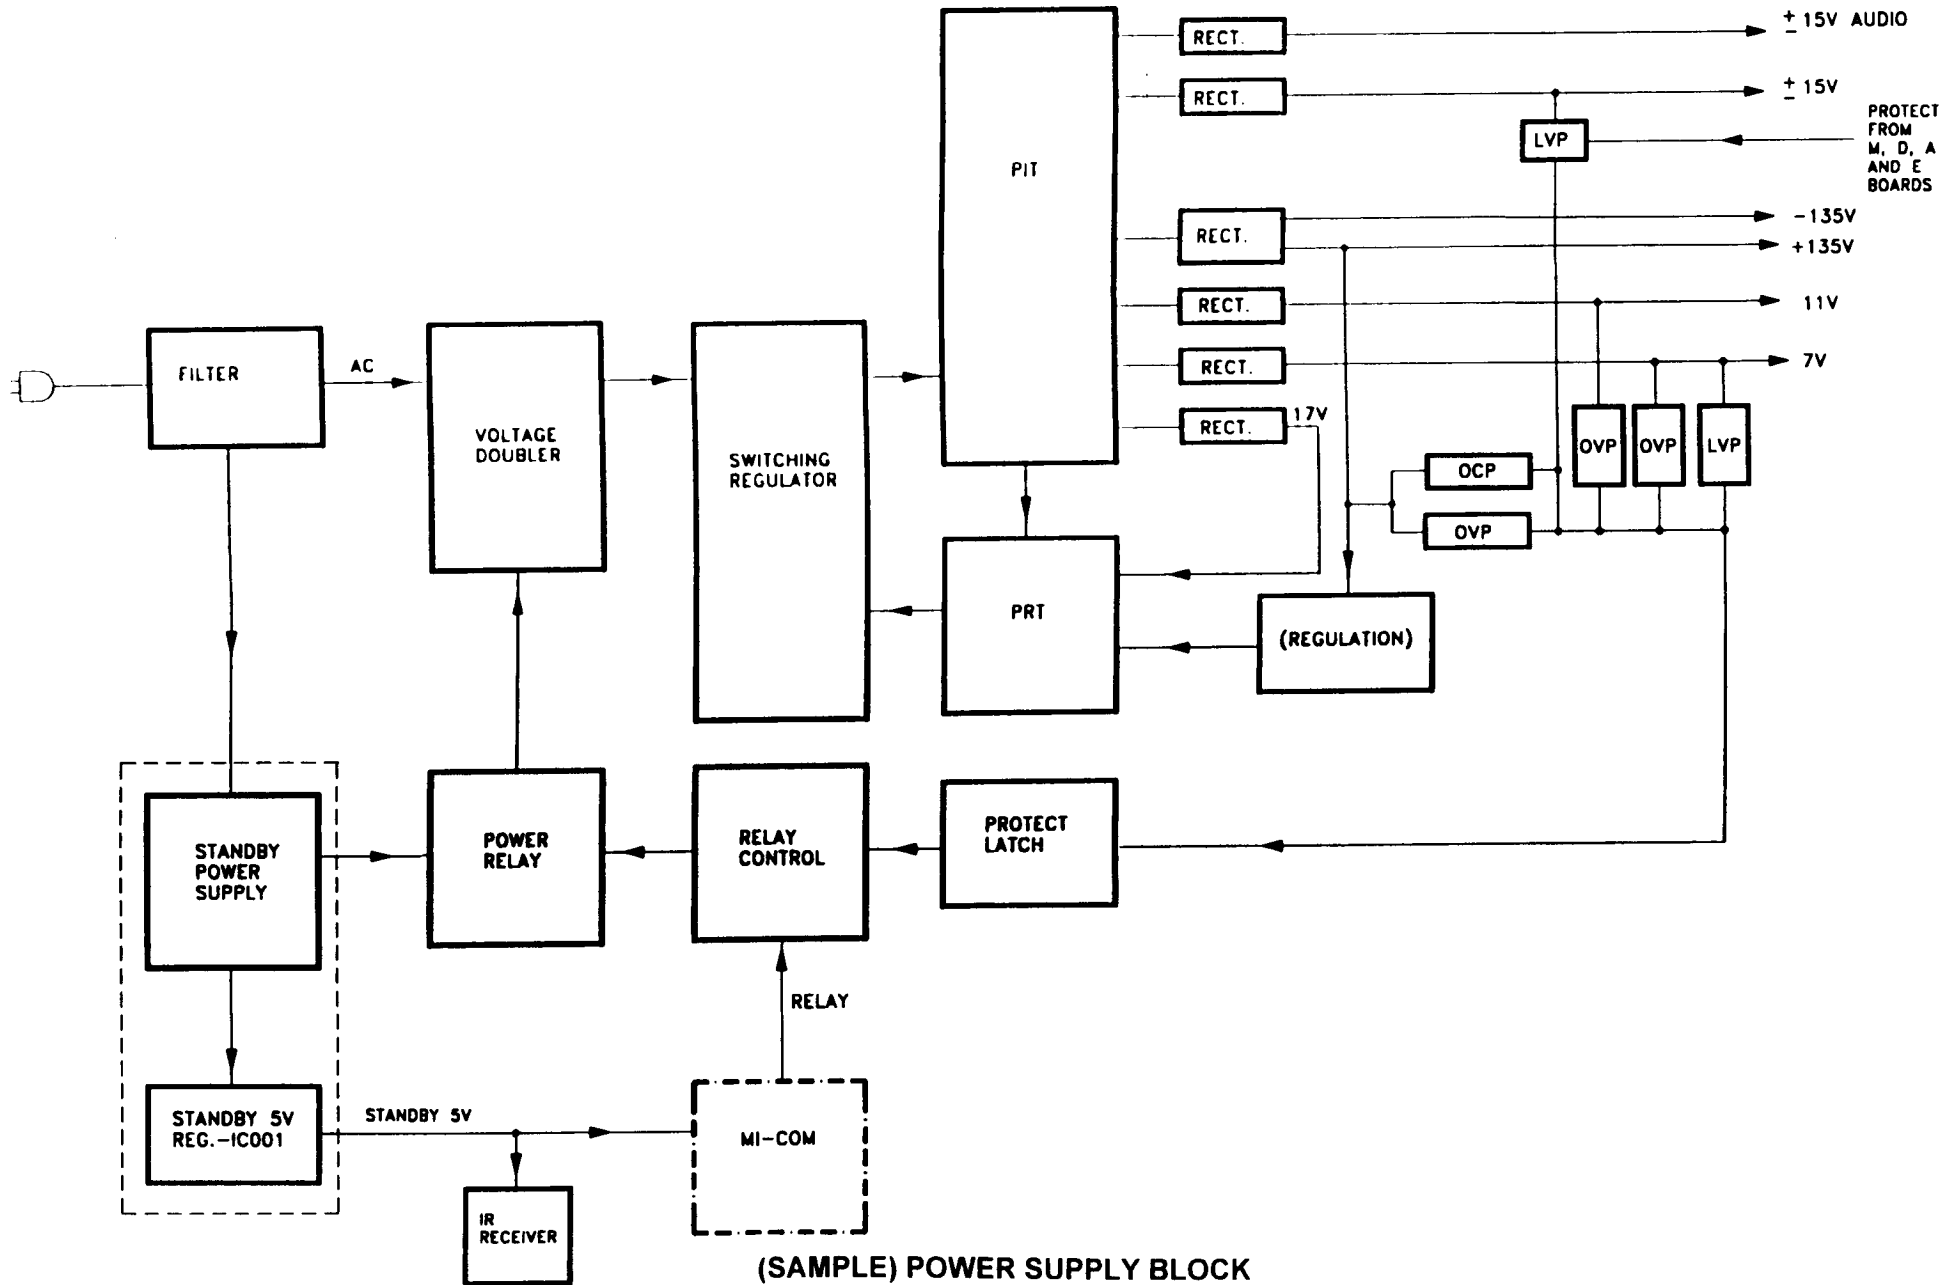 ± 15V AUDIO
RECT.
± 15V
RECT.
PROTECT
FROM
M, D, A
AND E
BOARDS
LVP
PIT
-135V
RECT.
+135V
RECT.
11V
RECT.
7V
FILTER
AC
RECT.
17V
VOLTAGE
DOUBLER
SWITCHING
REGULATOR
OVP
OVP
LVP
OCP
OVP
PRT
(REGULATION)
STANDBY
POWER
SUPPLY
POWER
RELAY
RELAY
CONTROL
PROTECT
LATCH
RELAY
STANDBY 5V
REG.-IC001
STANDBY 5V
MI-COM
IR
RECEIVER
(SAMPLE) POWER SUPPLY BLOCK